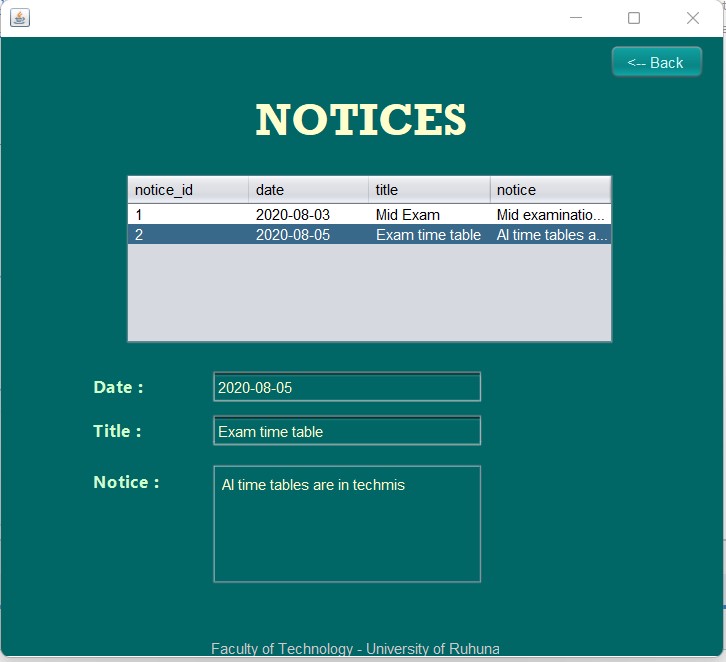 <-- Back
NOTICES
notice_id date title notice
1 2020-08-03 Mid Exam Mid examinatio...
2 2020-08-05 Exam time table Al time tables a...
Date : 2020-08-05
Title : Exam time table
Notice : Al time tables are in techmis
Faculty of Technology - University of Ruhuna